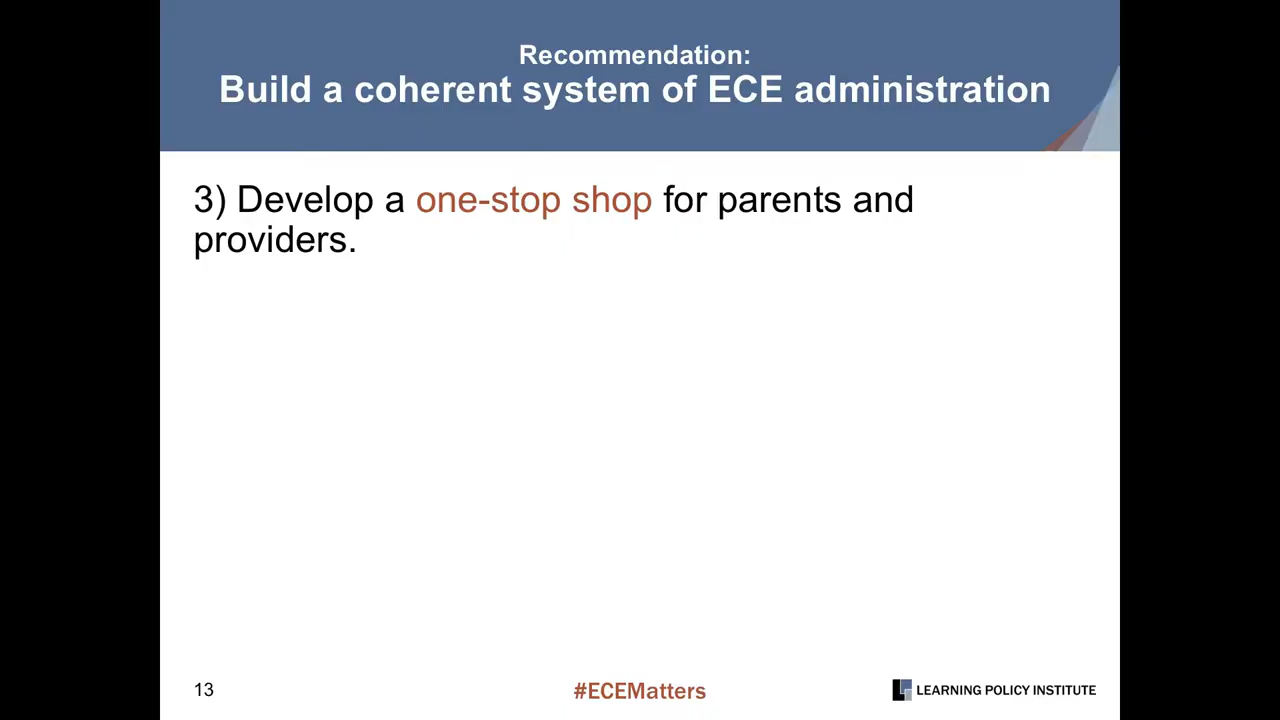 Recommendation:
Build a coherent system of ECE administration
3) Develop a one-stop shop for parents and
providers.
13
#ECEMatters
LEARNING POLICY INSTITUTE